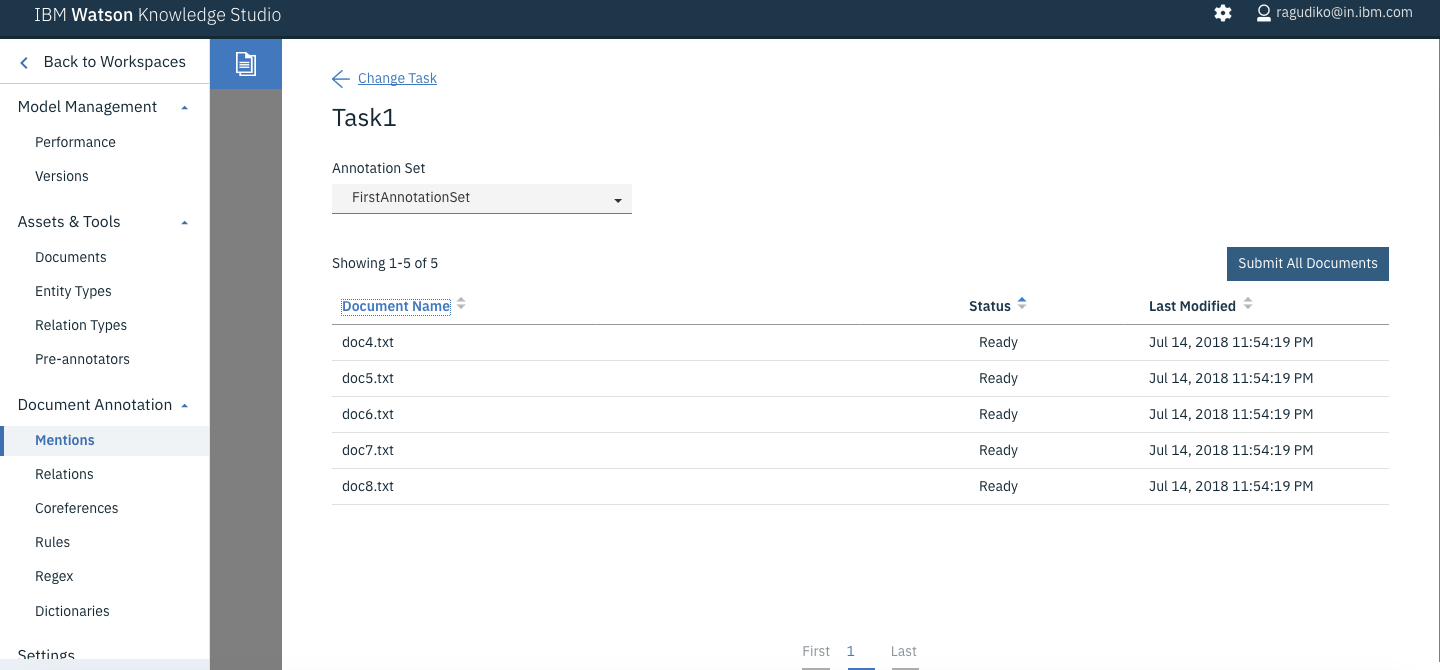 IBM Watson Knowledge Studio
ragudiko@in.ibm.com
Back to Workspaces
Model Management
Performance
Versions
Assets & Tools
Documents
Entity Types
Relation Types
Pre-annotators
Document Annotation
Mentions
Relations
Coreferences
Rules
Regex
Dictionaries
Settings
Change Task
Task1
Annotation Set
FirstAnnotationSet
Showing 1-5 of 5
Submit All Documents
Document Name Status Last Modified
doc4.txt Ready Jul 14, 2018 11:54:19 PM
doc5.txt Ready Jul 14, 2018 11:54:19 PM
doc6.txt Ready Jul 14, 2018 11:54:19 PM
doc7.txt Ready Jul 14, 2018 11:54:19 PM
doc8.txt Ready Jul 14, 2018 11:54:19 PM
First 1 Last